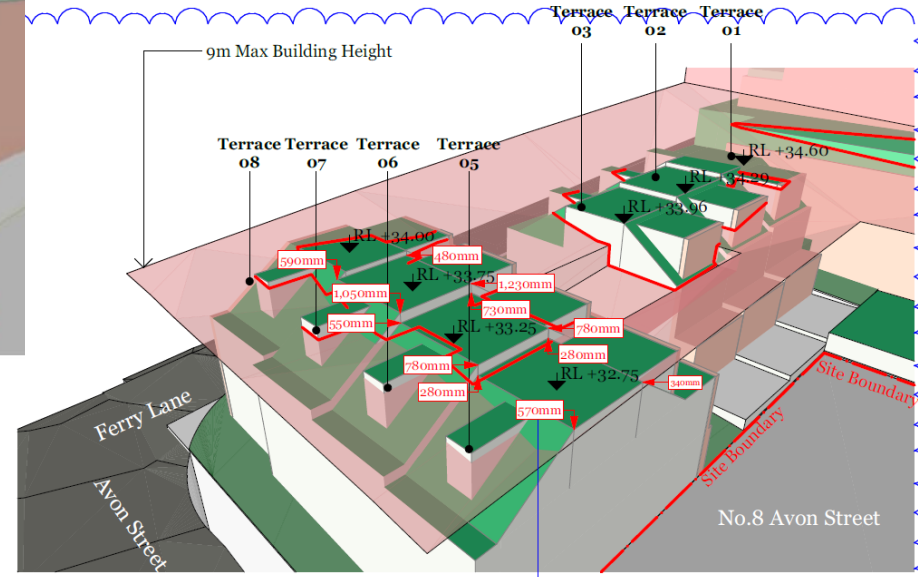 Terrace Terrace Terrace
03 02 01
9m Max Building Height
Terrace Terrace Terrace Terrace
08 07 06 05
RL +34.60
RL +34.29
RL +33.96
RL +34.00
480mm
590mm
RL +33.75
1,230mm
1,050mm
730mm
550mm
RL +33.25
780mm
280mm
780mm
RL +32.75
340mm
280mm
570mm
Site Boundary
Site Boundary
Ferry Lane
Avon Street
No.8 Avon Street